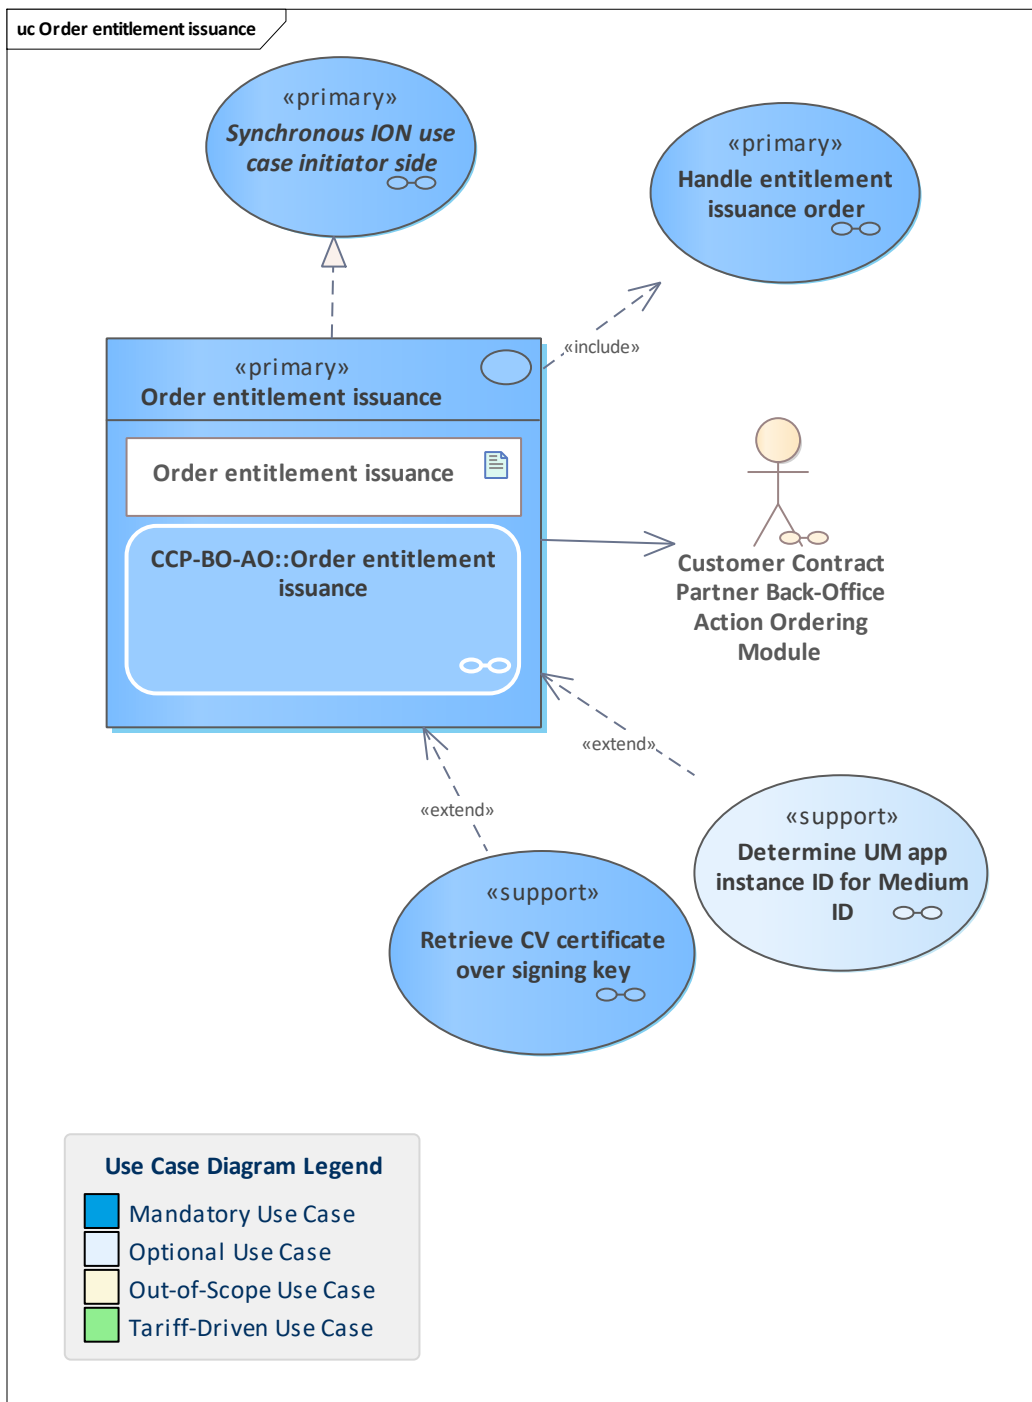 uc Order entitlement issuance
«primary»
Synchronous ION use
case initiator side
«primary»
Handle entitlement
issuance order
«include»
«primary»
Order entitlement issuance
Order entitlement issuance
CCP-BO-AO::Order entitlement
issuance
Customer Contract
Partner Back-Office
Action Ordering
Module
«extend»
«extend»
«support»
Determine UM app
instance ID for Medium
ID
«support»
Retrieve CV certificate
over signing key
Use Case Diagram Legend
Mandatory Use Case
Optional Use Case
Out-of-Scope Use Case
Tariff-Driven Use Case